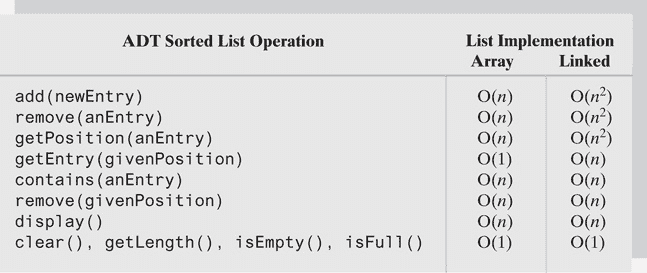 ADT Sorted List Operation List Implementation
Array Linked
add(newEntry) O(n) O(n²)
remove(anEntry) O(n) O(n²)
getPosition(anEntry) O(n) O(n²)
getEntry(givenPosition) O(1) O(n)
contains(anEntry) O(n) O(n)
remove(givenPosition) O(n) O(n)
display() O(n) O(n)
clear(), getLength(), isEmpty(), isFull() O(1) O(1)